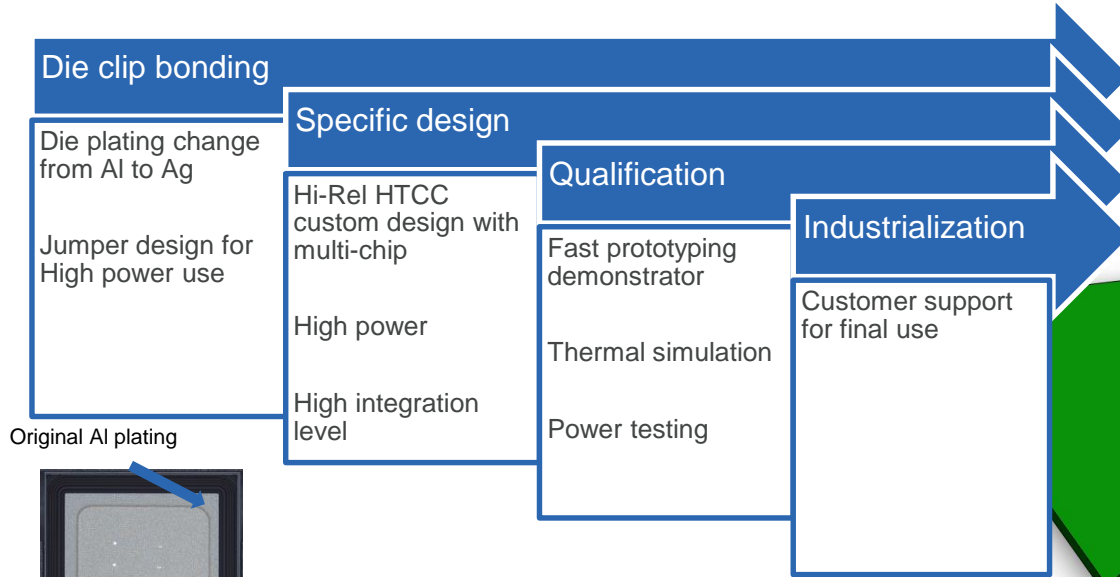 Die clip bonding
Die plating change
from Al to Ag
Jumper design for
High power use
Specific design
Hi-Rel HTCC
custom design with
multi-chip
High power
High integration
level
Qualification
Fast prototyping
demonstrator
Thermal simulation
Power testing
Industrialization
Customer support
for final use
Original Al plating